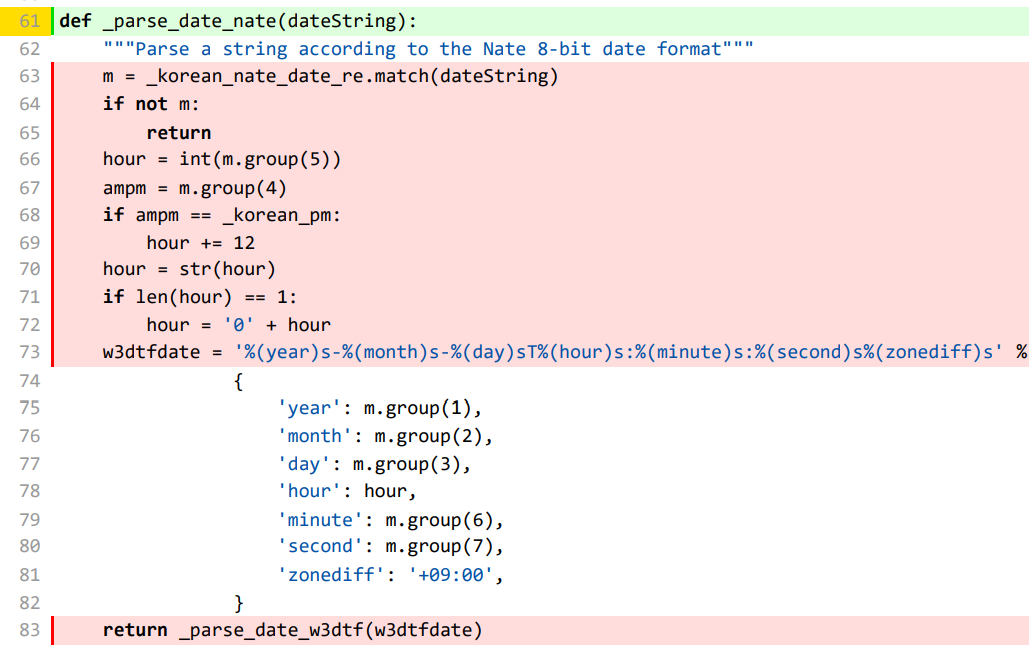 61 def _parse_date_nate(dateString):
62     """Parse a string according to the Nate 8-bit date format"""
63     m = _korean_nate_date_re.match(dateString)
64     if not m:
65         return
66     hour = int(m.group(5))
67     ampm = m.group(4)
68     if ampm == _korean_pm:
69         hour += 12
70     hour = str(hour)
71     if len(hour) == 1:
72         hour = '0' + hour
73     w3dtfdate = '%(year)s-%(month)s-%(day)sT%(hour)s:%(minute)s:%(second)s%(zonediff)s' %
74                 {
75                     'year': m.group(1),
76                     'month': m.group(2),
77                     'day': m.group(3),
78                     'hour': hour,
79                     'minute': m.group(6),
80                     'second': m.group(7),
81                     'zonediff': '+09:00',
82                 }
83     return _parse_date_w3dtf(w3dtfdate)